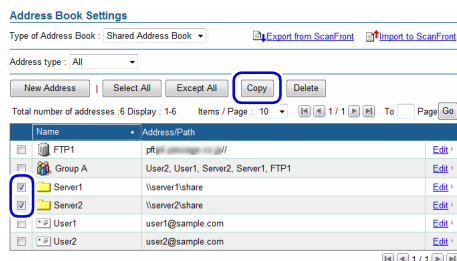 Address Book Settings
Type of Address Book : Shared Address Book Export from ScanFront Import to ScanFront
Address type : All
New Address | Select All Except All Copy Delete
Total number of addresses :6 Display : 1-6 Items / Page : 10 1 / 1 To Page Go
Name Address/Path
FTP1 pft //
Edit
Group A User2, User1, Server2, Server1, FTP1 Edit
Server1 \\server1\share Edit
Server2 \\server2\share Edit
User1 user1@sample.com Edit
User2 user2@sample.com Edit
1 / 1